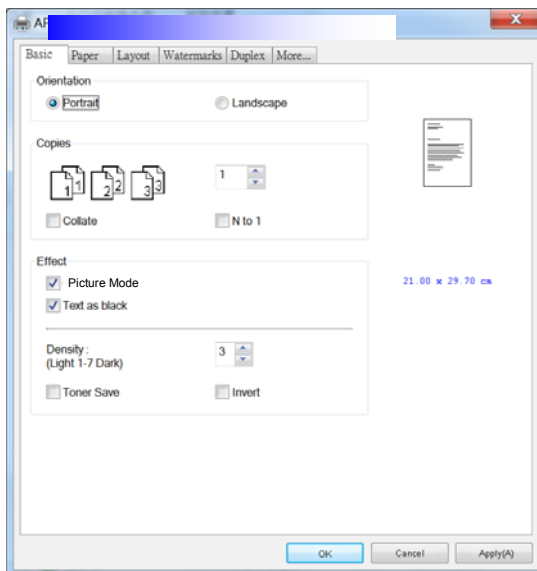 X
Basic Paper Layout Watermarks Duplex More...
Orientation
Portrait Landscape
Copies
1 1 2 2 3 3 1
Collate N to 1
Effect
Picture Mode
21.00 x 29.70 cm
Text as black
Density :
(Light 1-7 Dark)
3
Toner Save Invert
OK Cancel Apply(A)